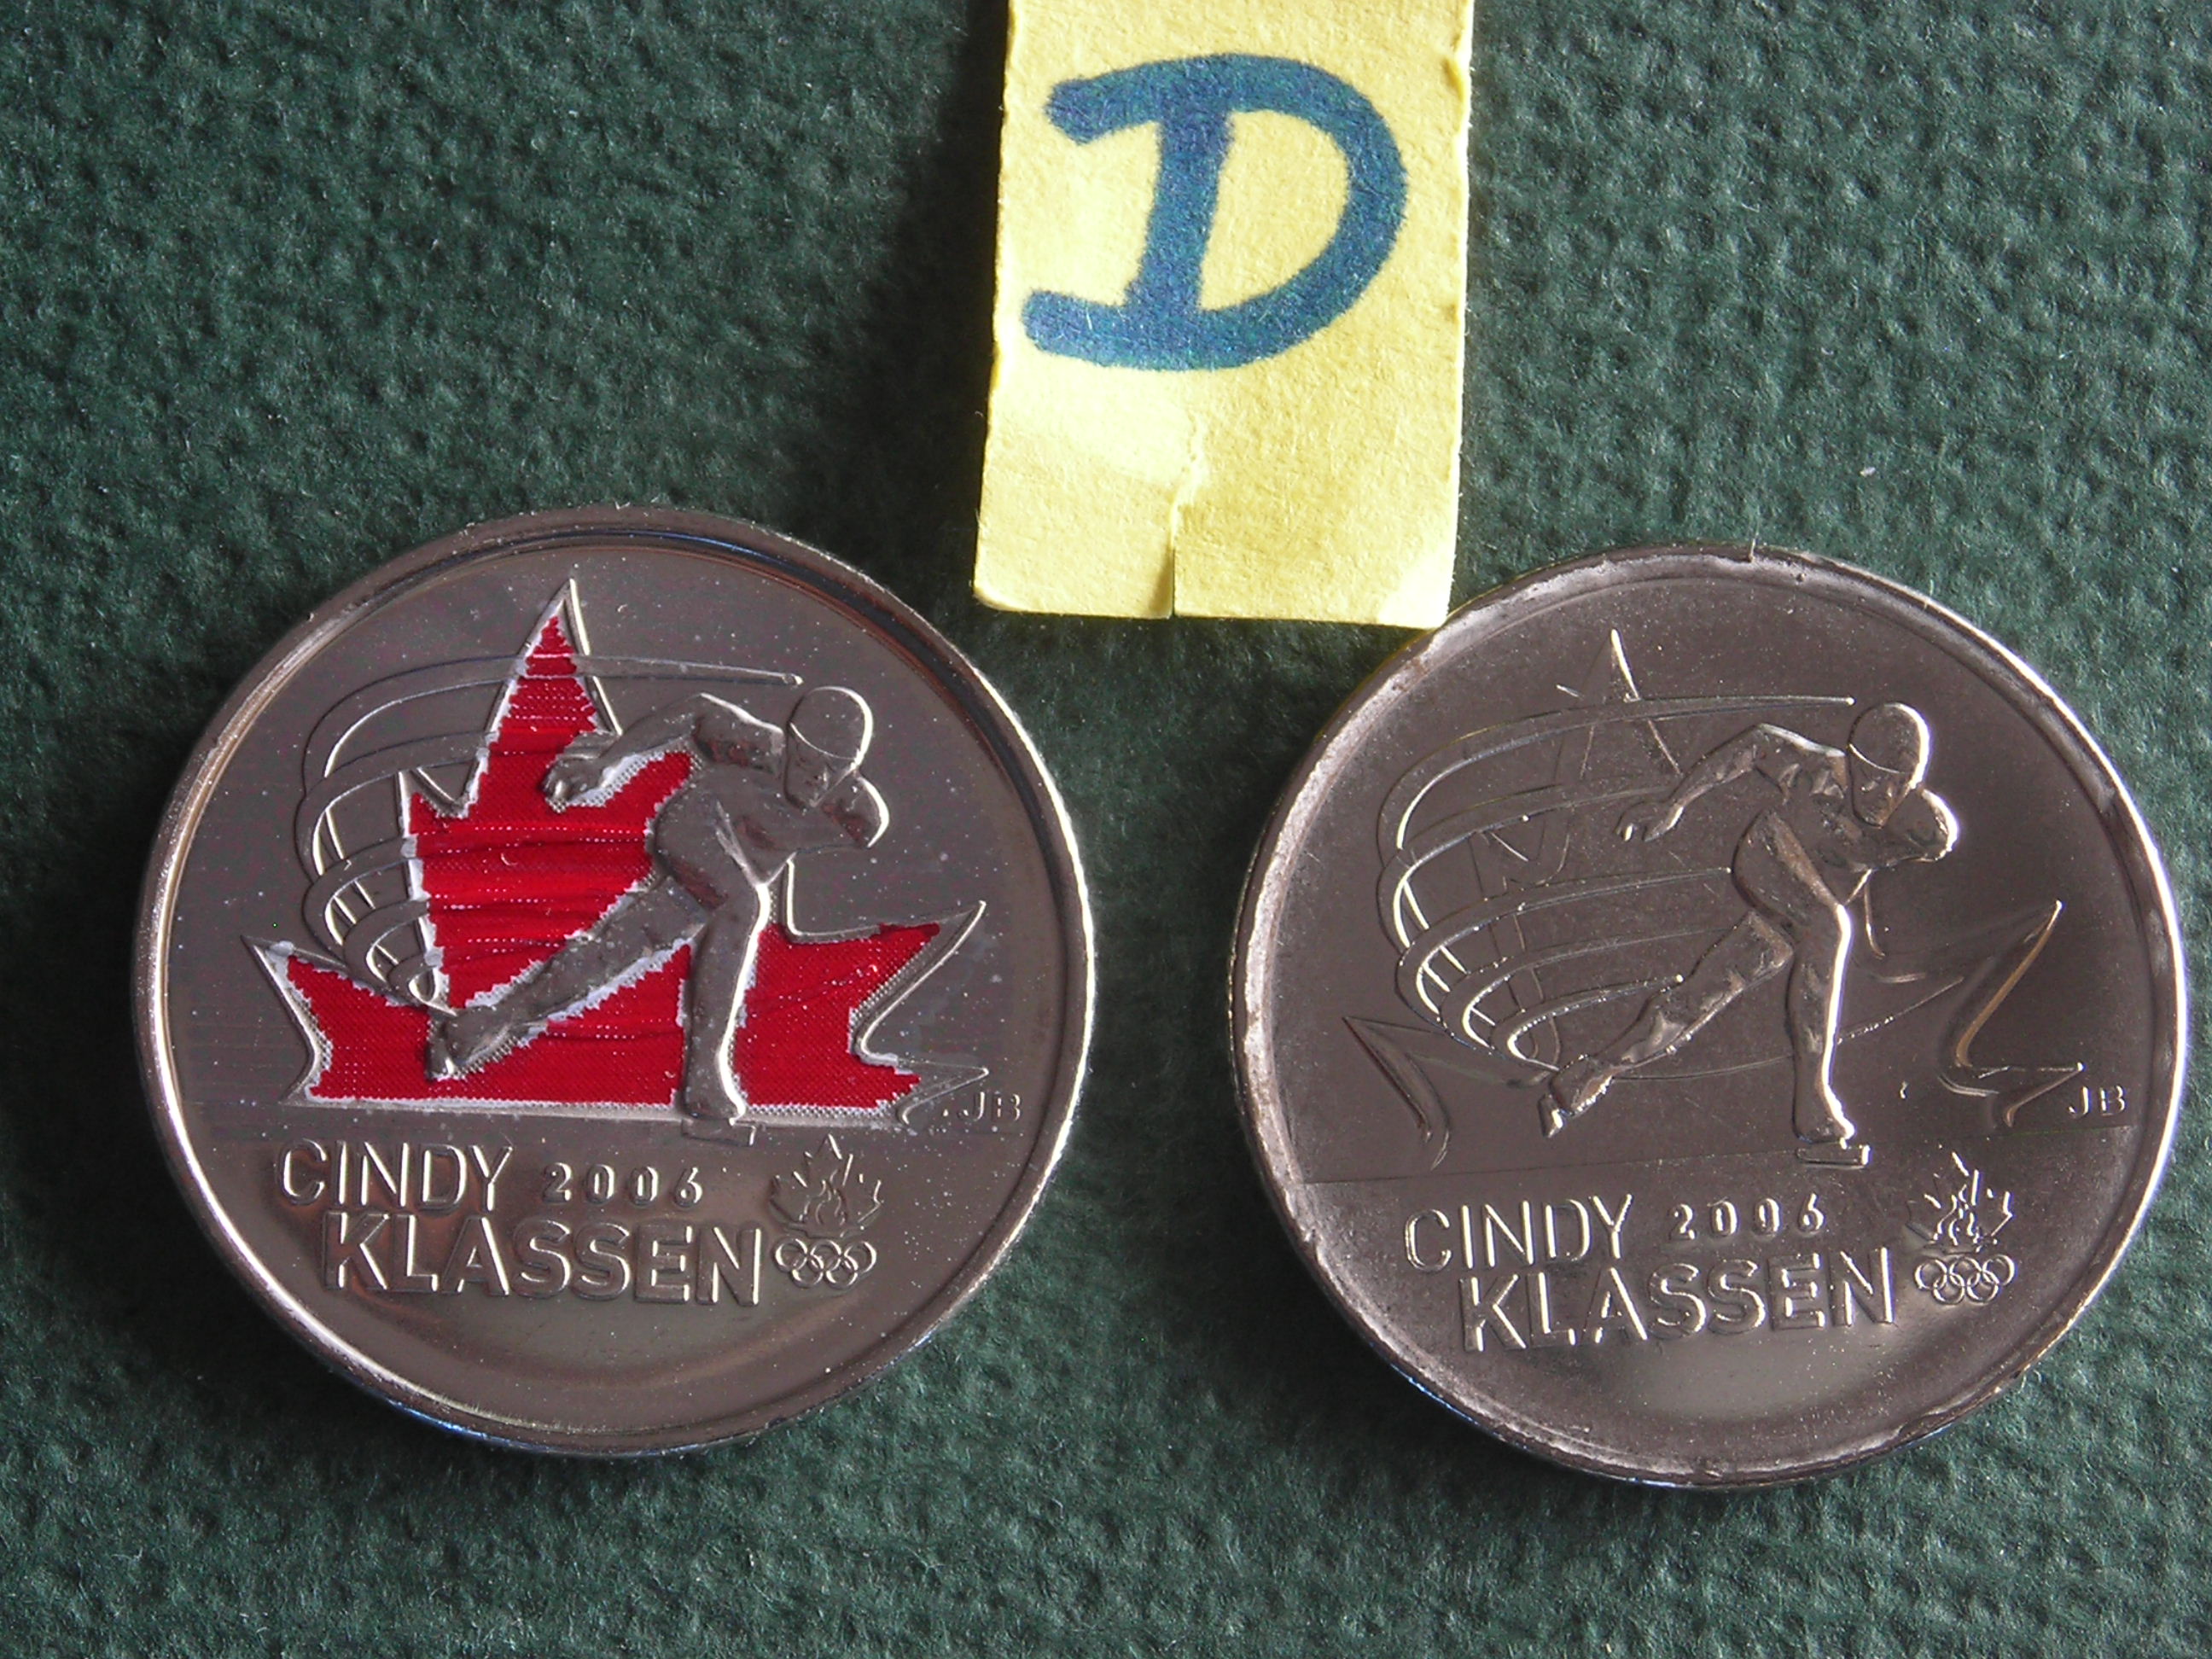 D
CINDY 2006
KLASSEN
JB
CINDY 2006
KLASSEN
JB